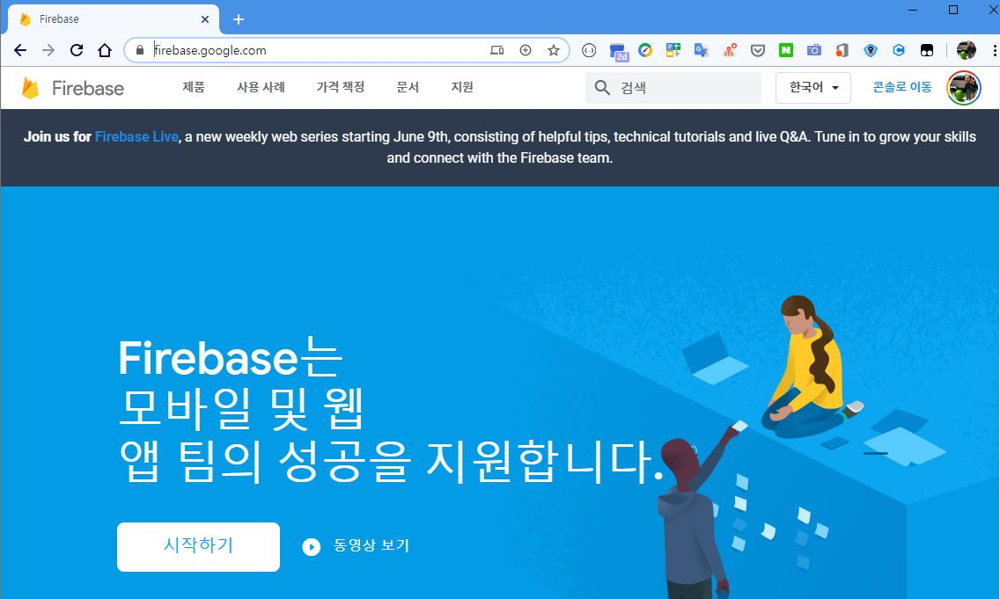 Firebase
firebase.google.com
2d
N
Firebase
제품
사용 사례
가격 책정
문서
지원
검색
한국어
콘솔로 이동
Join us for Firebase Live, a new weekly web series starting June 9th, consisting of helpful tips, technical tutorials and live Q&A. Tune in to grow your skills
and connect with the Firebase team.
Firebase는
모바일 및 웹
앱 팀의 성공을 지원합니다.
시작하기
동영상 보기